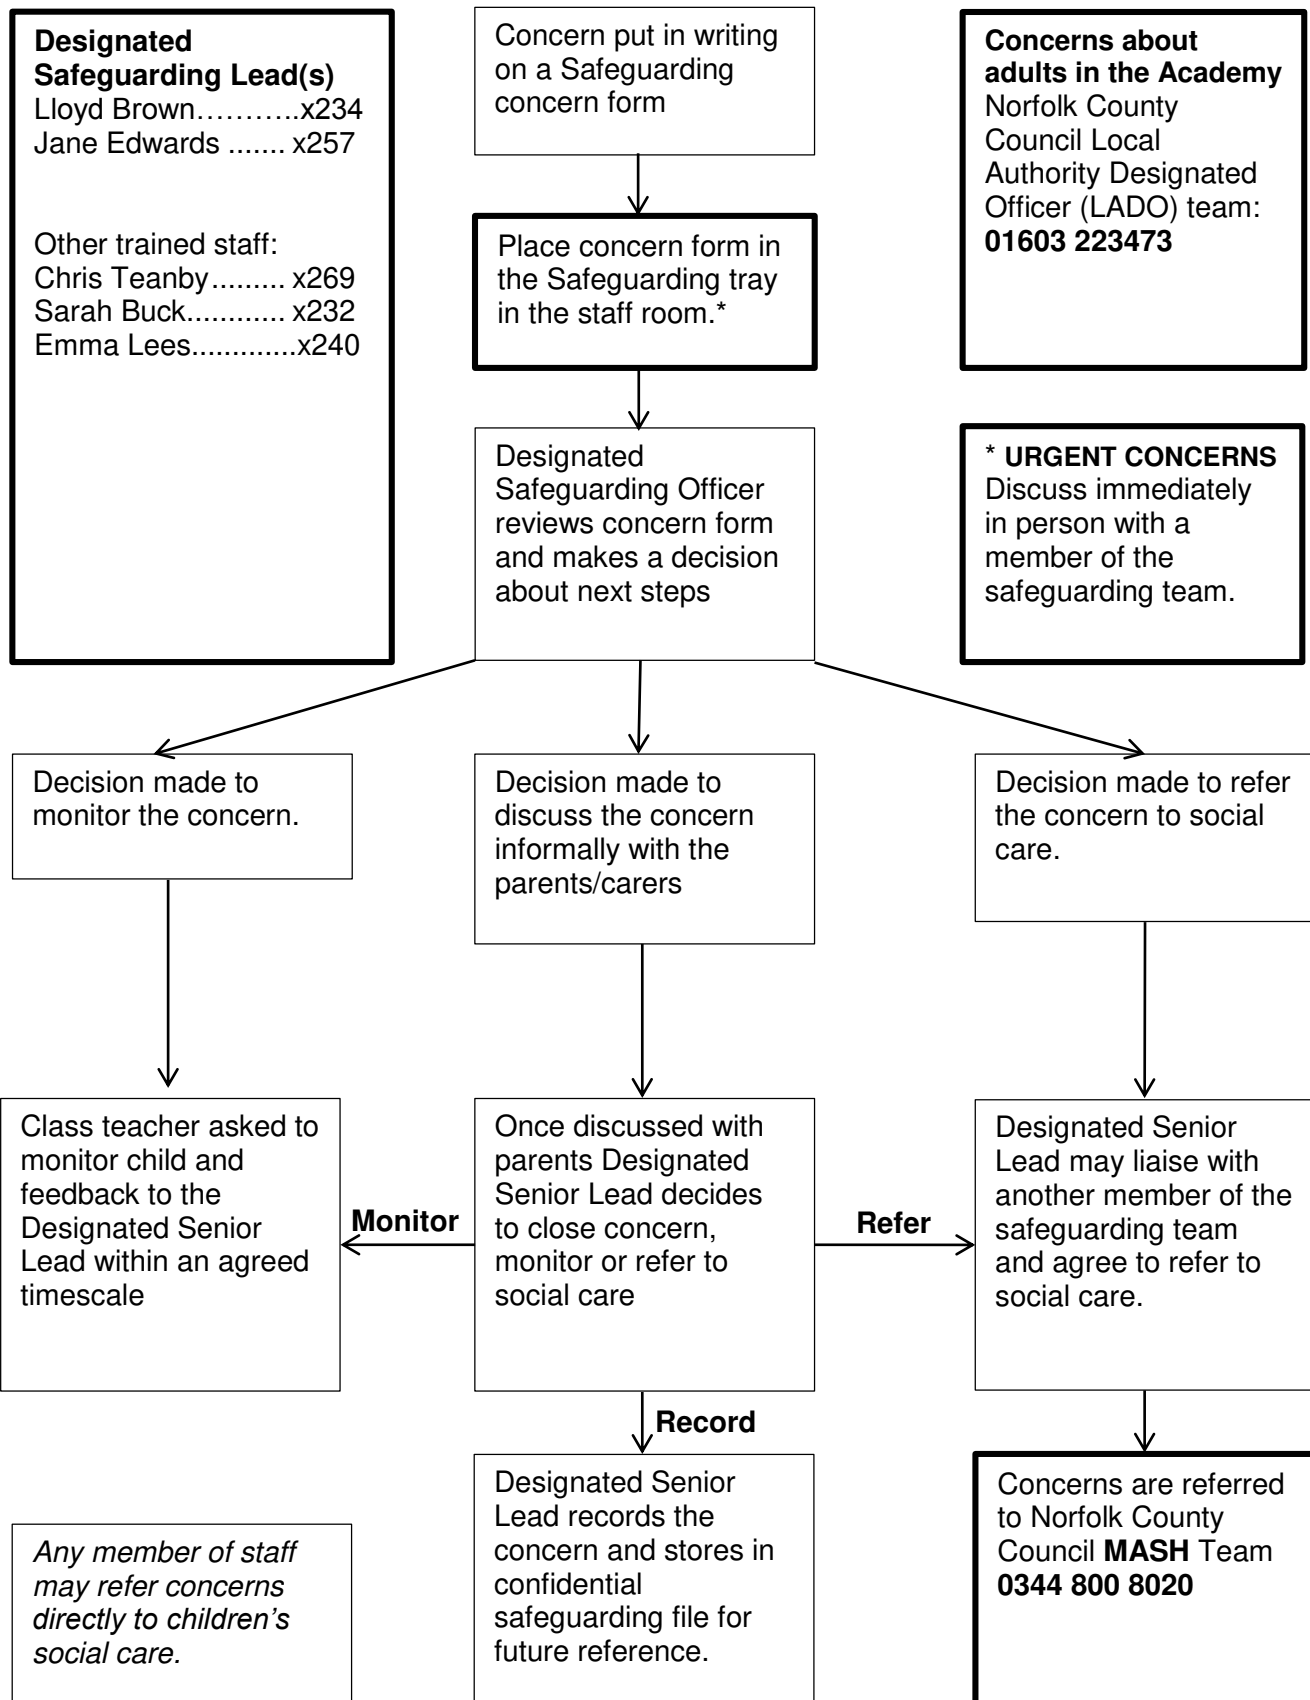 Designated
Safeguarding Lead(s)
Lloyd Brown………..x234
Jane Edwards ....... x257
Other trained staff:
Chris Teanby......... x269
Sarah Buck............ x232
Emma Lees.............x240
Concern put in writing
on a Safeguarding
concern form
Concerns about
adults in the Academy
Norfolk County
Council Local
Authority Designated
Officer (LADO) team:
01603 223473
Place concern form in
the Safeguarding tray
in the staff room.*
Designated
Safeguarding Officer
reviews concern form
and makes a decision
about next steps
* URGENT CONCERNS
Discuss immediately
in person with a
member of the
safeguarding team.
Decision made to
monitor the concern.
Decision made to
discuss the concern
informally with the
parents/carers
Decision made to refer
the concern to social
care.
Class teacher asked to
monitor child and
feedback to the
Designated Senior
Lead within an agreed
timescale
Monitor
Once discussed with
parents Designated
Senior Lead decides
to close concern,
monitor or refer to
social care
Refer
Designated Senior
Lead may liaise with
another member of the
safeguarding team
and agree to refer to
social care.
Record
Any member of staff
may refer concerns
directly to children's
social care.
Designated Senior
Lead records the
concern and stores in
confidential
safeguarding file for
future reference.
Concerns are referred
to Norfolk County
Council MASH Team
0344 800 8020